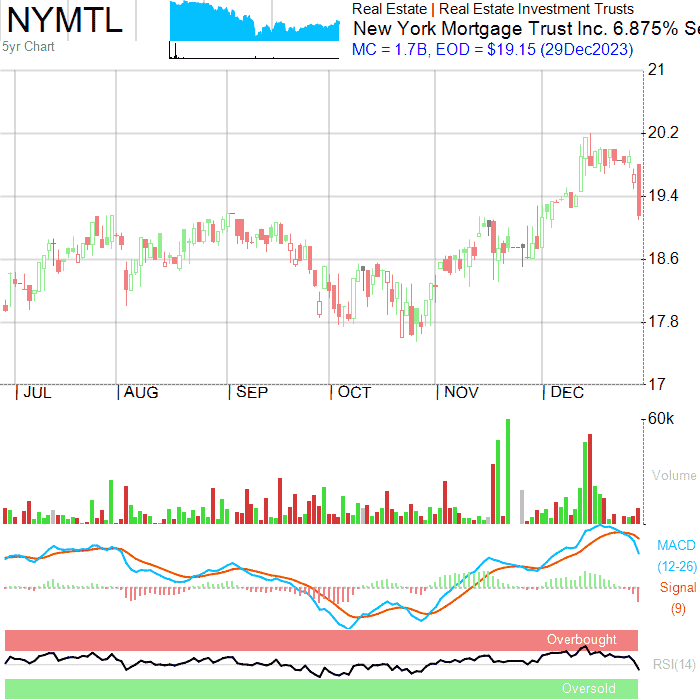 NYMTL
5yr Chart
Real Estate | Real Estate Investment Trusts
New York Mortgage Trust Inc. 6.875% Se
MC = 1.7B, EOD = $19.15 (29Dec2023)
21
20.2
19.4
18.6
17.8
17
JUL AUG SEP OCT NOV DEC
60k
Volume
MACD
(12-26)
Signal
(9)
Overbought
RSI(14)
Oversold